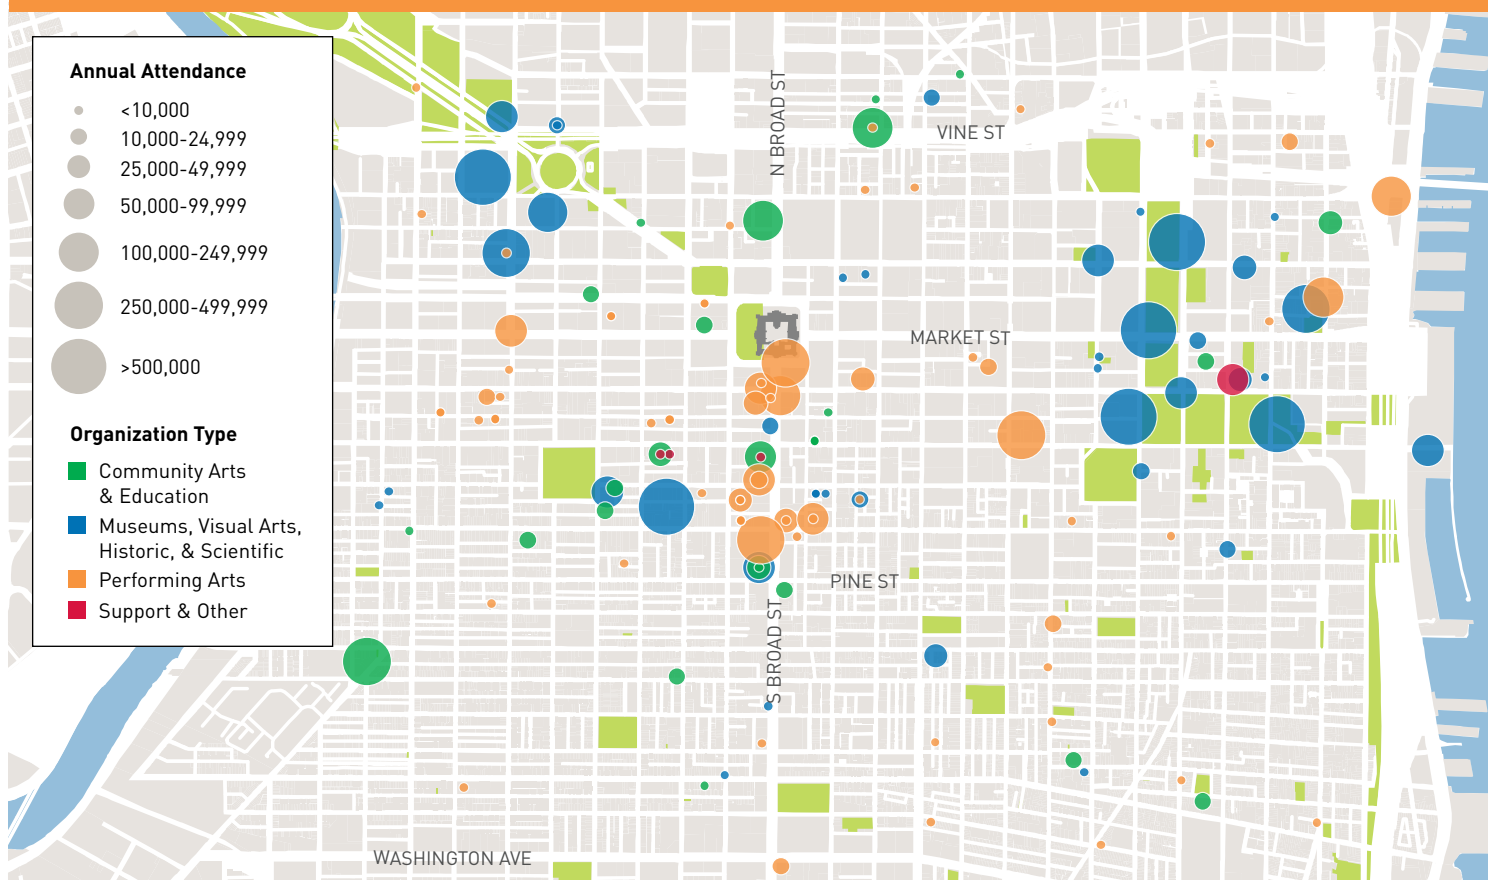 Annual Attendance
<10,000
10,000-24,999
25,000-49,999
50,000-99,999
100,000-249,999
250,000-499,999
>500,000
Organization Type
Community Arts
& Education
Museums, Visual Arts,
Historic, & Scientific
Performing Arts
Support & Other
N BROAD ST
VINE ST
MARKET ST
PINE ST
S BROAD ST
WASHINGTON AVE